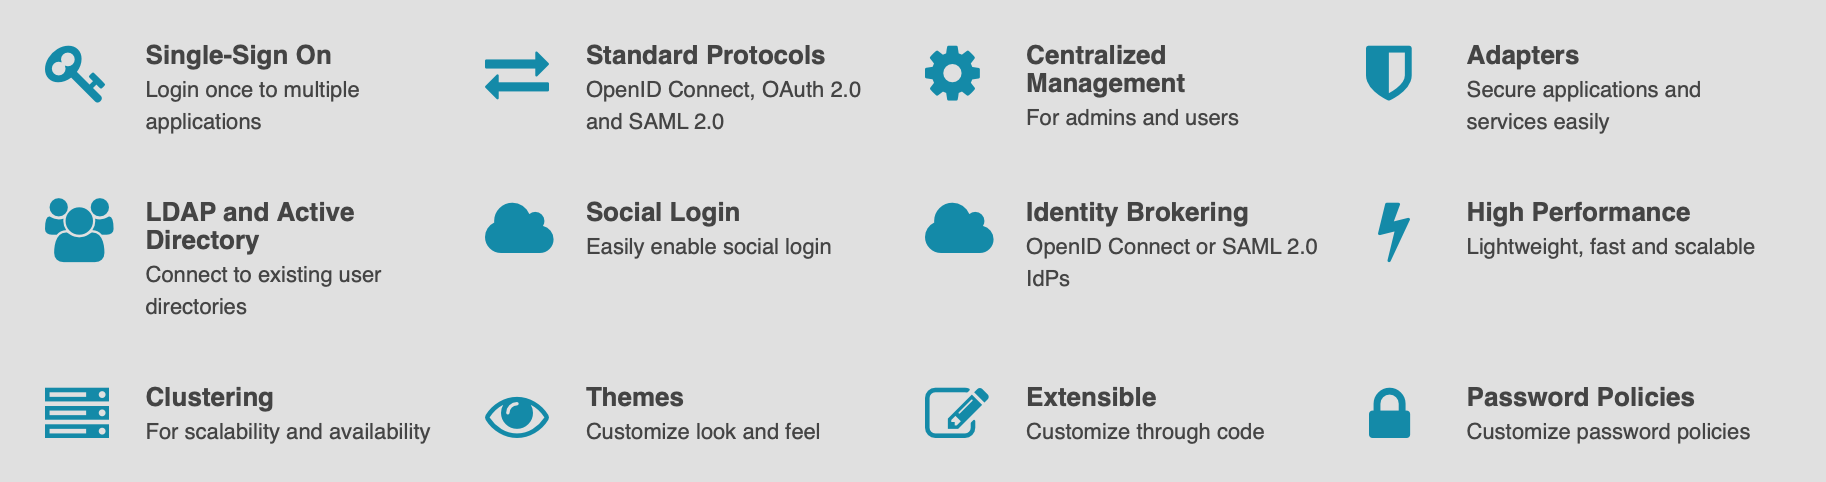 Single-Sign On
Login once to multiple
applications
Standard Protocols
OpenID Connect, OAuth 2.0
and SAML 2.0
Centralized
Management
For admins and users
Adapters
Secure applications and
services easily
LDAP and Active
Directory
Connect to existing user
directories
Social Login
Easily enable social login
Identity Brokering
OpenID Connect or SAML 2.0
IdPs
High Performance
Lightweight, fast and scalable
Clustering
For scalability and availability
Themes
Customize look and feel
Extensible
Customize through code
Password Policies
Customize password policies